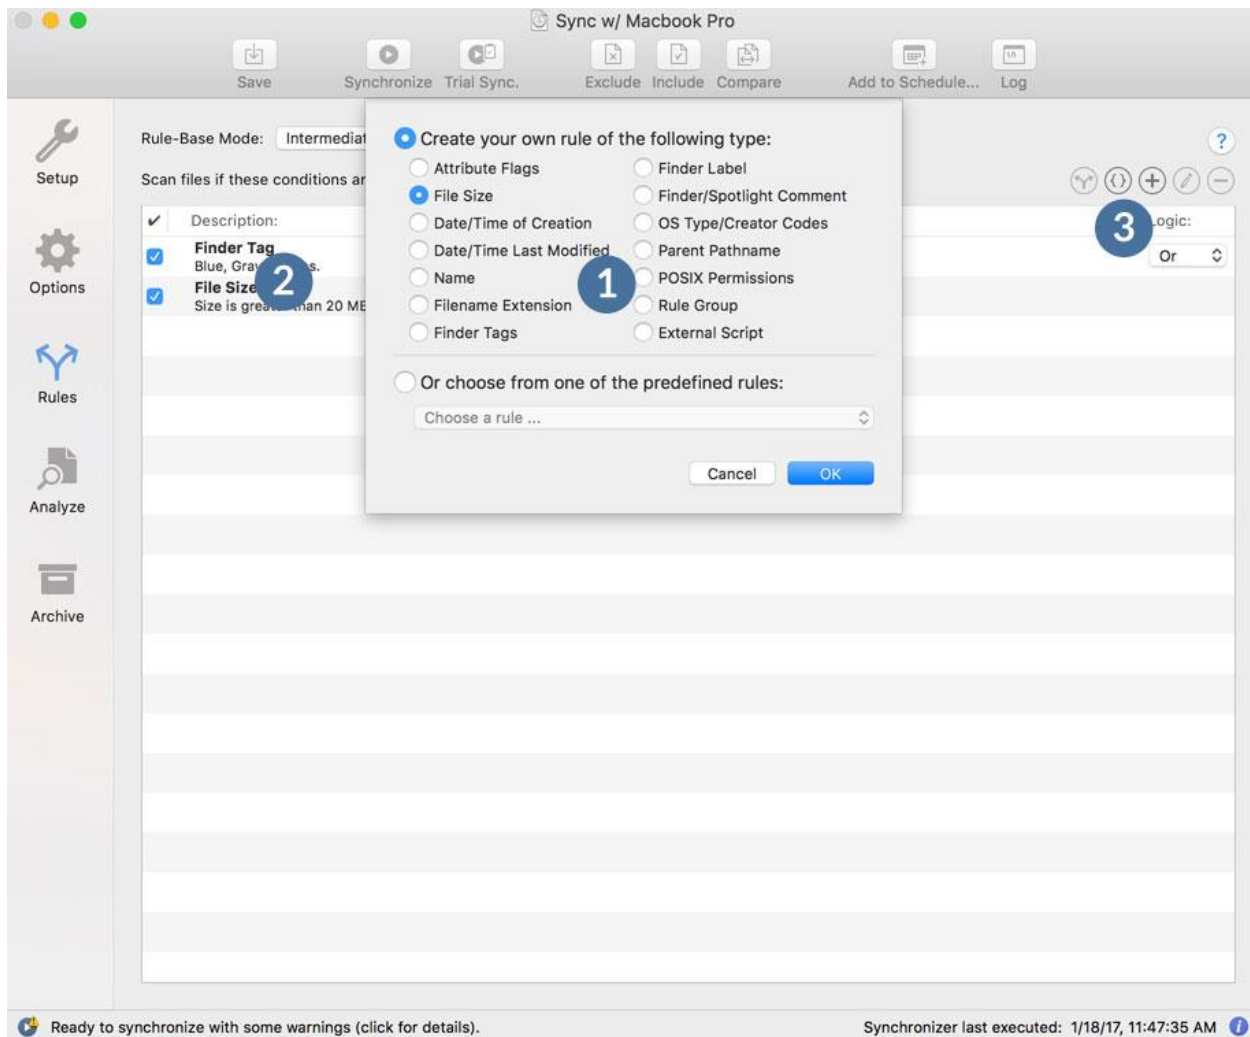 Sync w/ Macbook Pro
Save Synchronize Trial Sync. Exclude Include Compare Add to Schedule... Log
Setup
Options
Rules
Analyze
Archive
Rule-Base Mode:
?
Scan files if these conditions
✔ Description: Logic:
Finder Tag
Blue,
Or
File Size
Size is than 20
1
2
3
Create your own rule of the following type:
Attribute Flags Finder Label
File Size Finder/Spotlight Comment
Date/Time of Creation OS Type/Creator Codes
Date/Time Last Modified Parent Pathname
Name POSIX Permissions
Filename Extension Rule Group
Finder Tags External Script
Or choose from one of the predefined rules:
Choose a rule ...
Cancel OK
Ready to synchronize with some warnings (click for details). Synchronizer last executed: 1/18/17, 11:47:35 AM